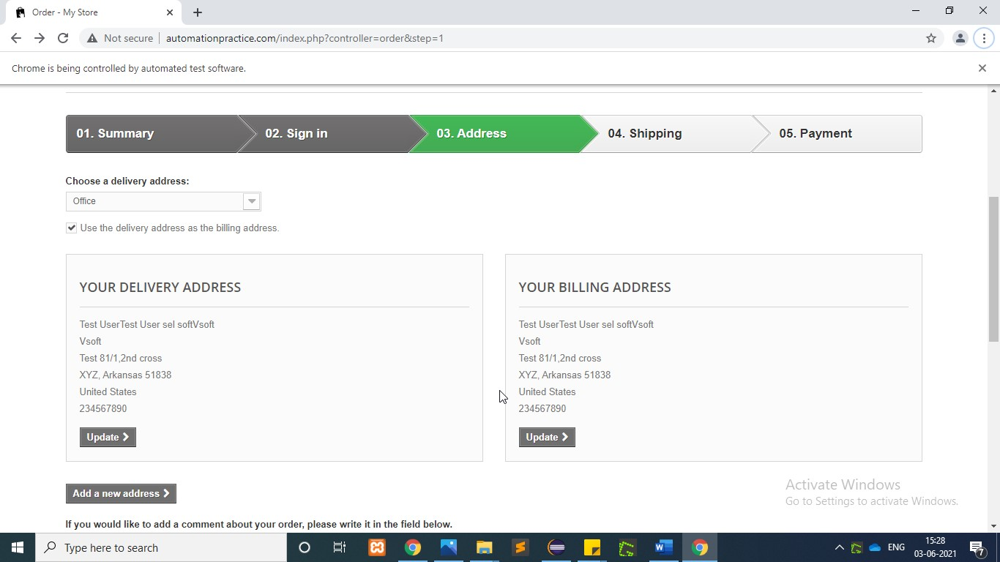 Order - My Store
Not secure automationpractice.com/index.php?controller=order&step=1
Chrome is being controlled by automated test software.
01. Summary 02. Sign in 03. Address 04. Shipping 05. Payment
Choose a delivery address:
Office
Use the delivery address as the billing address.
YOUR DELIVERY ADDRESS
Test UserTest User sel softVsoft
Vsoft
Test 81/1,2nd cross
XYZ, Arkansas 51838
United States
234567890
Update
YOUR BILLING ADDRESS
Test UserTest User sel softVsoft
Vsoft
Test 81/1,2nd cross
XYZ, Arkansas 51838
United States
234567890
Update
Add a new address
Activate Windows
Go to Settings to activate Windows.
If you would like to add a comment about your order, please write it in the field below.
Type here to search
W
ENG
15:28
03-06-2021
7